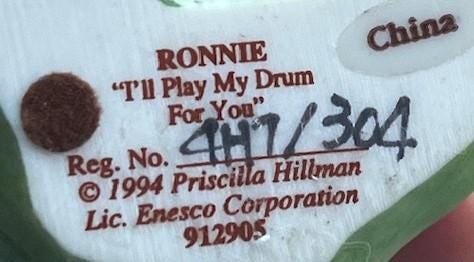 China
RONNIE
"I'll Play My Drum
For You"
Reg. No. 4H7/304
© 1994 Priscilla Hillman
Lic. Enesco Corporation
912905